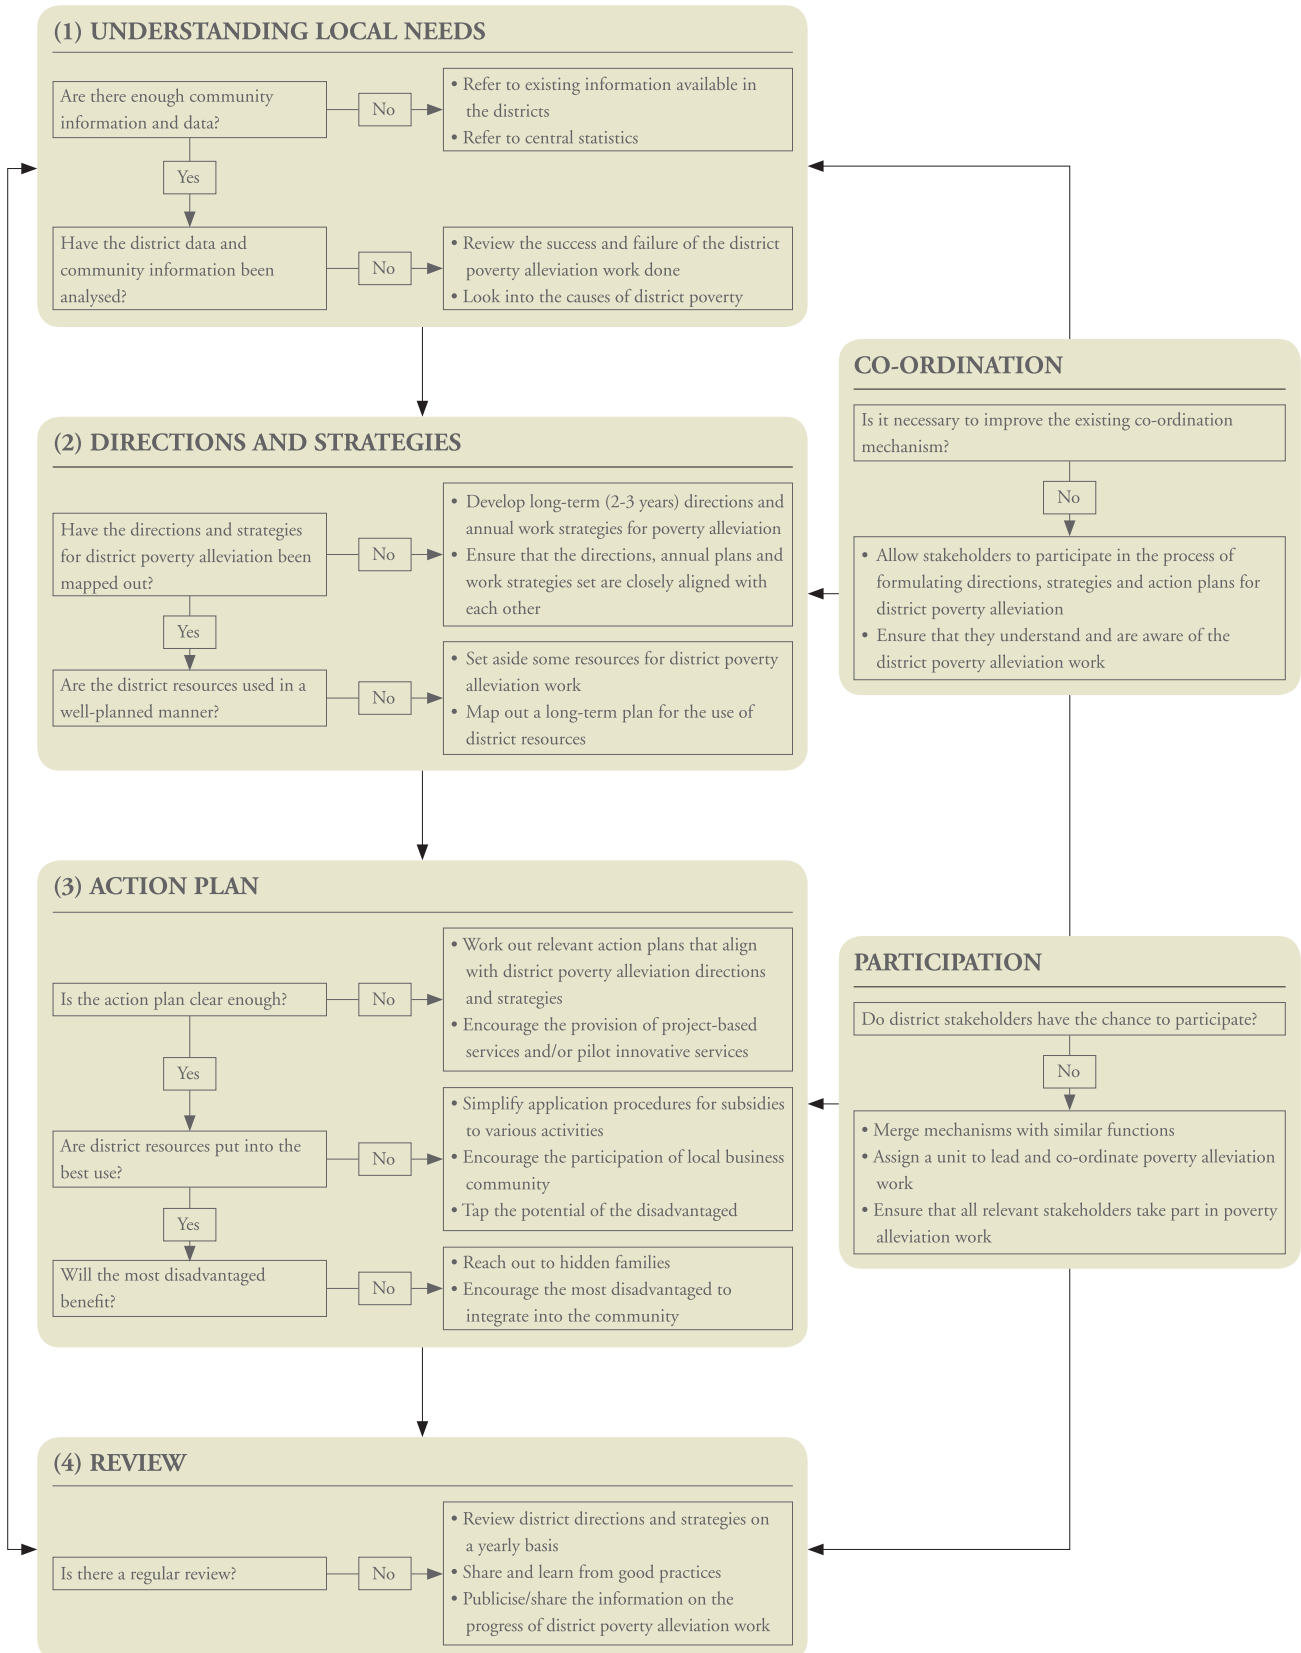 (1) UNDERSTANDING LOCAL NEEDS
Are there enough community
information and data?
No
• Refer to existing information available in
the districts
• Refer to central statistics
Yes
Have the district data and
community information been
analysed?
No
• Review the success and failure of the district
poverty alleviation work done
• Look into the causes of district poverty
(2) DIRECTIONS AND STRATEGIES
Have the directions and strategies
for district poverty alleviation been
mapped out?
No
• Develop long-term (2-3 years) directions and
annual work strategies for poverty alleviation
• Ensure that the directions, annual plans and
work strategies set are closely aligned with
each other
Yes
Are the district resources used in a
well-planned manner?
No
• Set aside some resources for district poverty
alleviation work
• Map out a long-term plan for the use of
district resources
(3) ACTION PLAN
Is the action plan clear enough?
No
• Work out relevant action plans that align
with district poverty alleviation directions
and strategies
• Encourage the provision of project-based
services and/or pilot innovative services
Yes
Are district resources put into the
best use?
No
• Simplify application procedures for subsidies
to various activities
• Encourage the participation of local business
community
• Tap the potential of the disadvantaged
Yes
Will the most disadvantaged
benefit?
No
• Reach out to hidden families
• Encourage the most disadvantaged to
integrate into the community
(4) REVIEW
Is there a regular review?
No
• Review district directions and strategies on
a yearly basis
• Share and learn from good practices
• Publicise/share the information on the
progress of district poverty alleviation work
CO-ORDINATION
Is it necessary to improve the existing co-ordination
mechanism?
No
• Allow stakeholders to participate in the process of
formulating directions, strategies and action plans for
district poverty alleviation
• Ensure that they understand and are aware of the
district poverty alleviation work
PARTICIPATION
Do district stakeholders have the chance to participate?
No
• Merge mechanisms with similar functions
• Assign a unit to lead and co-ordinate poverty alleviation
work
• Ensure that all relevant stakeholders take part in poverty
alleviation work